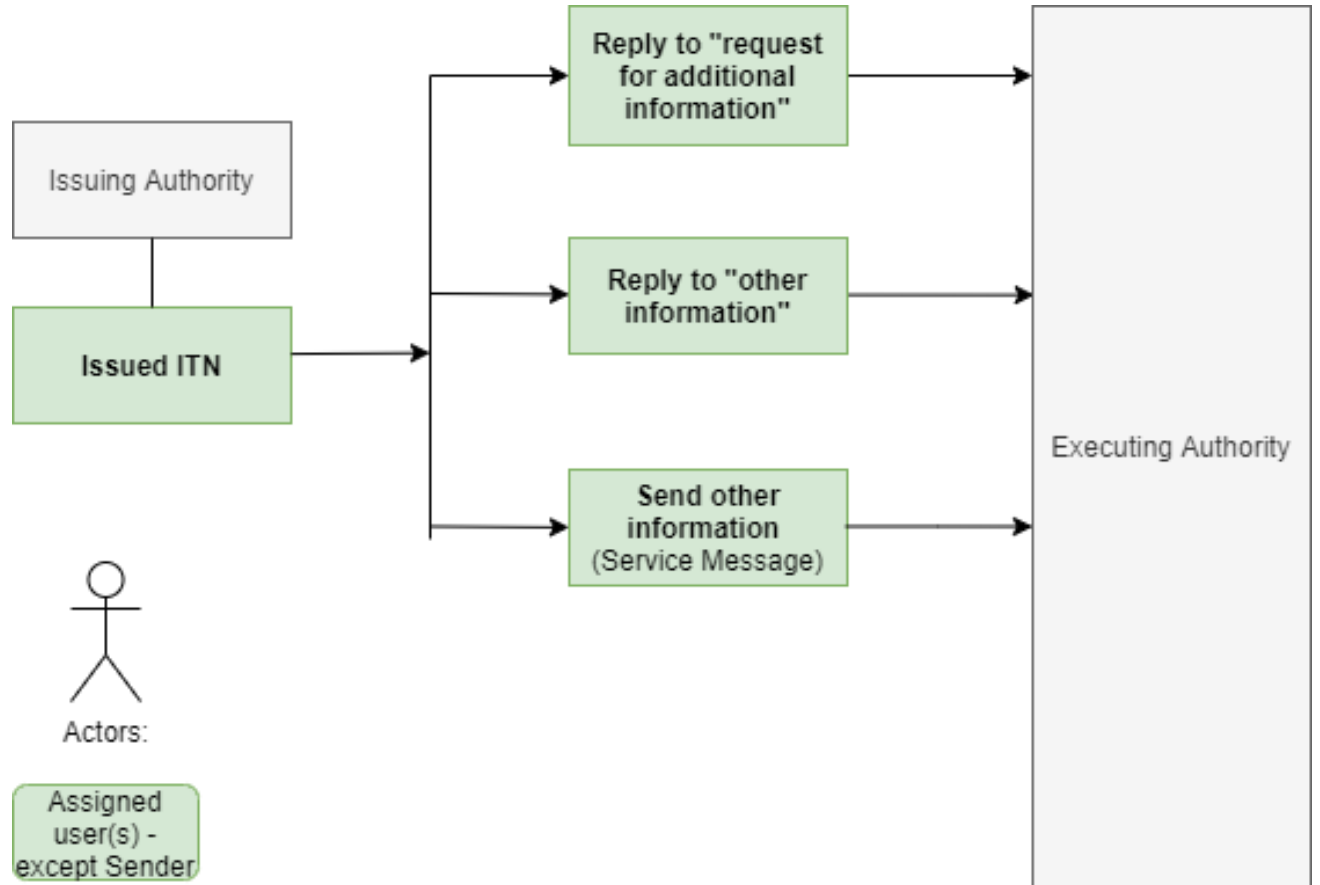 Reply to "request
for additional
information"
Issuing Authority
Reply to "other
information"
Issued ITN
Executing Authority
Send other
information
(Service Message)
Actors:
Assigned
user(s) -
except Sender